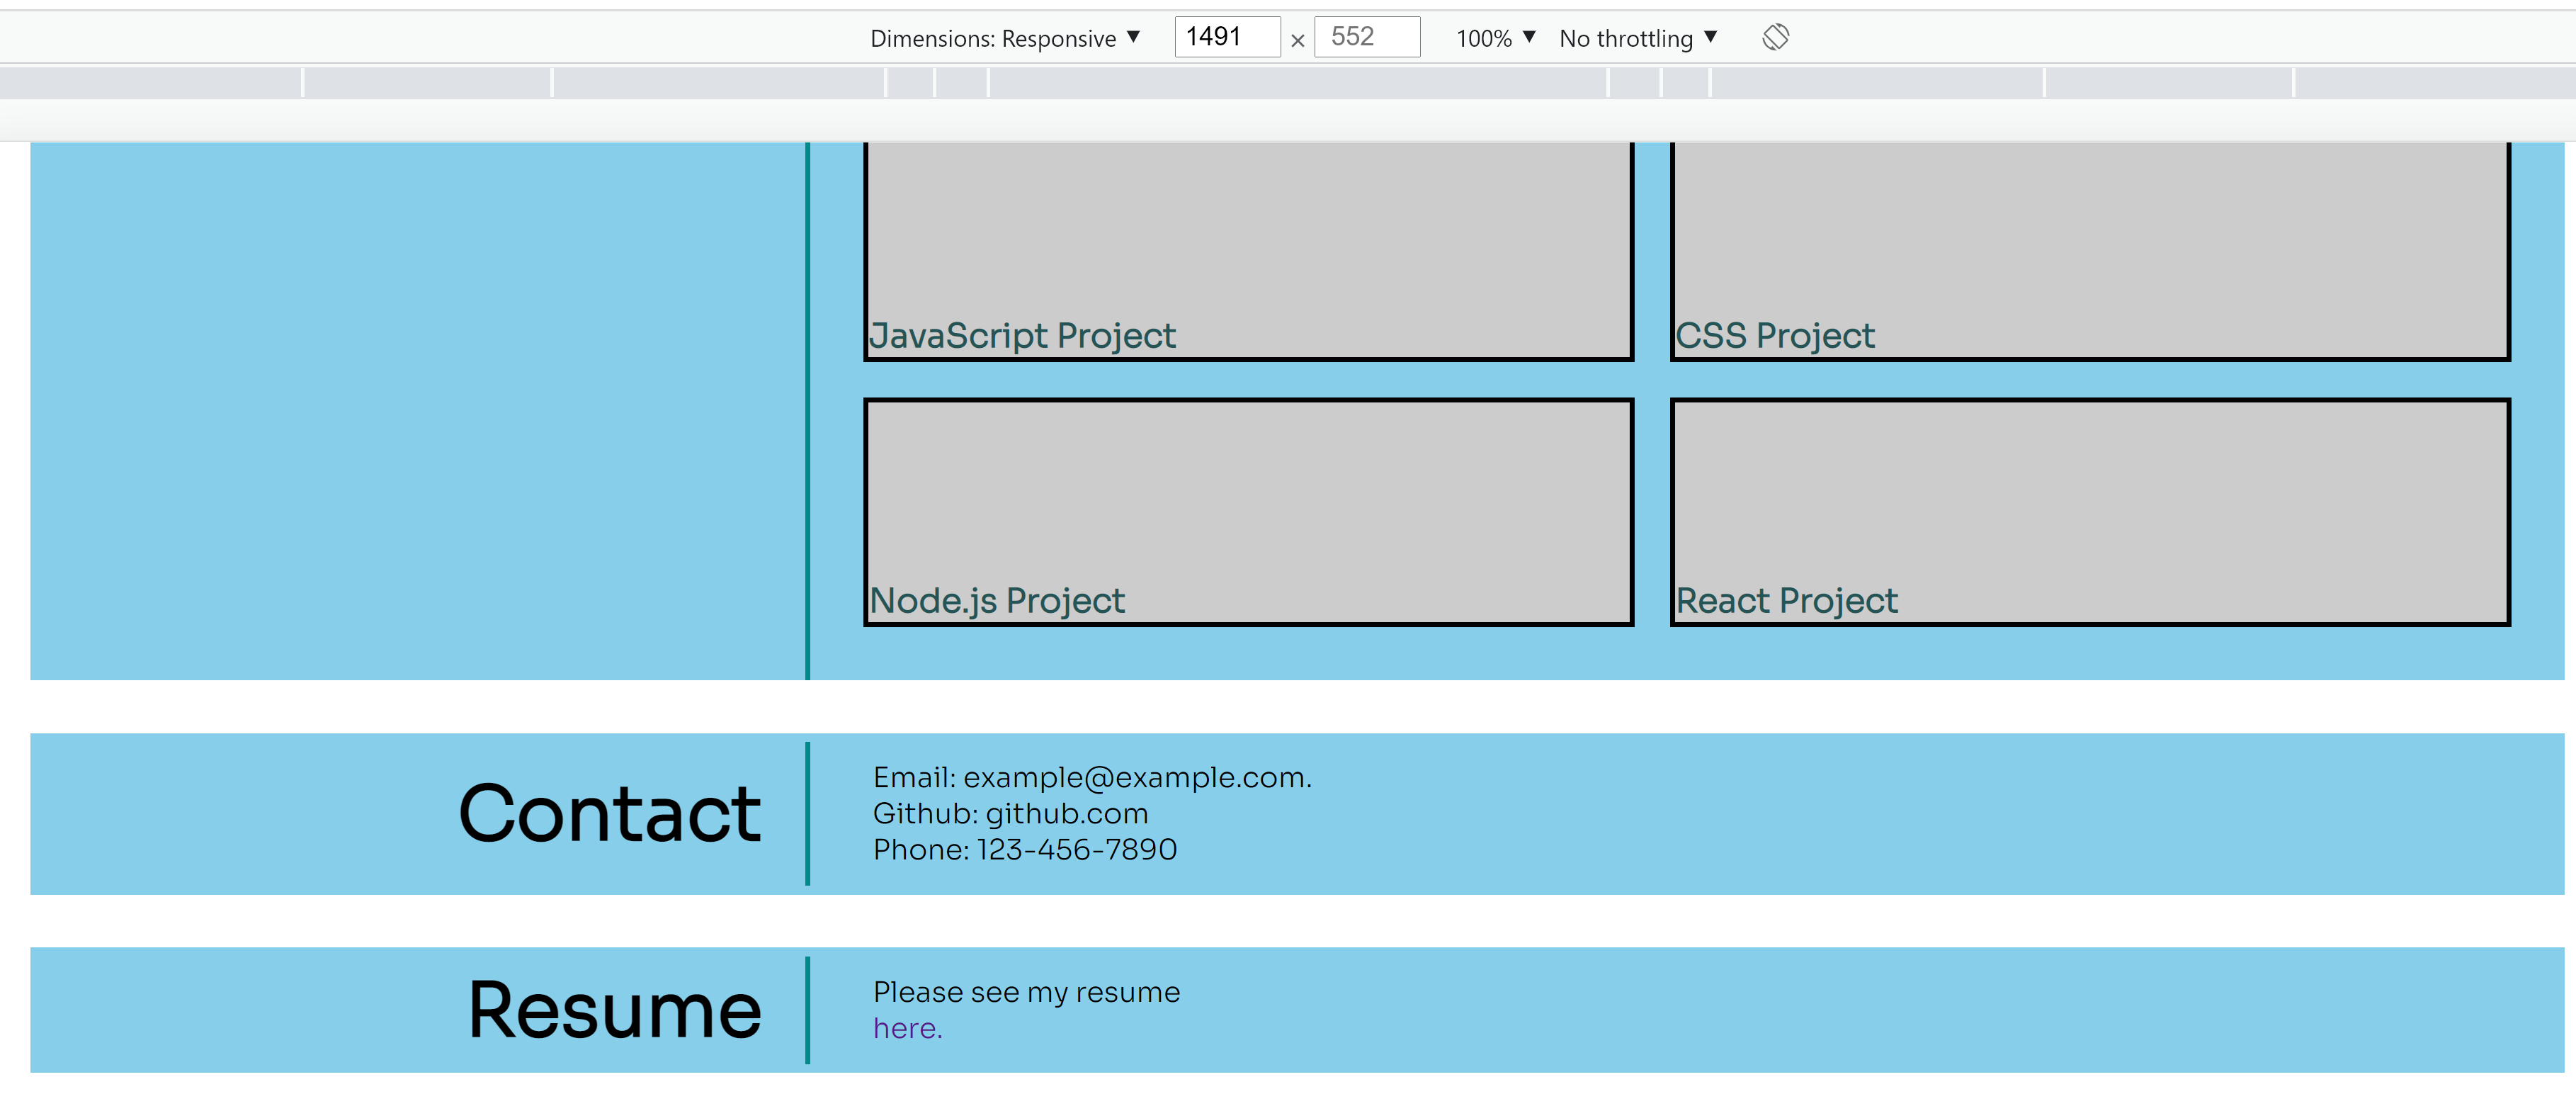 Dimensions: Responsive ▼ 1491 × 552 100% ▼ No throttling ▼
JavaScript Project
CSS Project
Node.js Project
React Project
Contact
Email: example@example.com.
Github: github.com
Phone: 123-456-7890
Resume
Please see my resume
here.